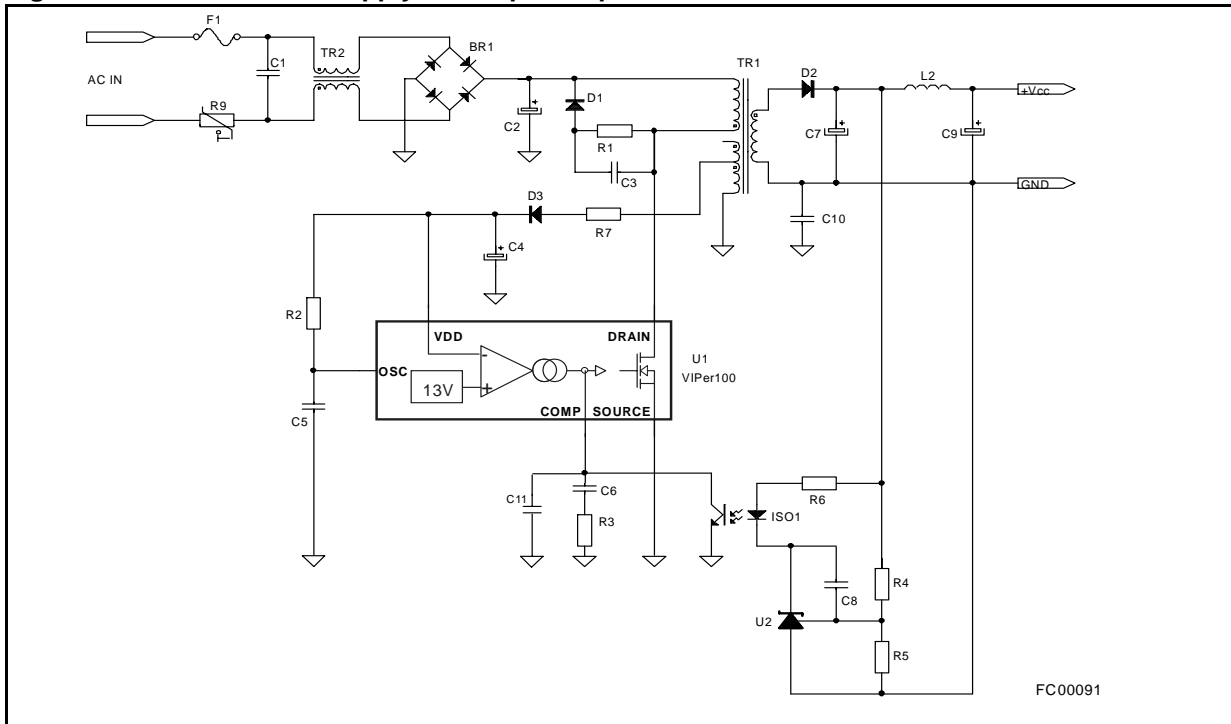 F1
BR1
TR2
TR1
D2
L2
+Vcc
AC IN
C1
R9
T°
C2
D1
R1
C3
C7
C9
GND
D3
R7
C10
C4
R2
VDD
DRAIN
U1
VIPer100
OSC
-
13V
+
COMP
SOURCE
C5
C11
C6
R3
R6
ISO1
C8
R4
U2
R5
FC00091